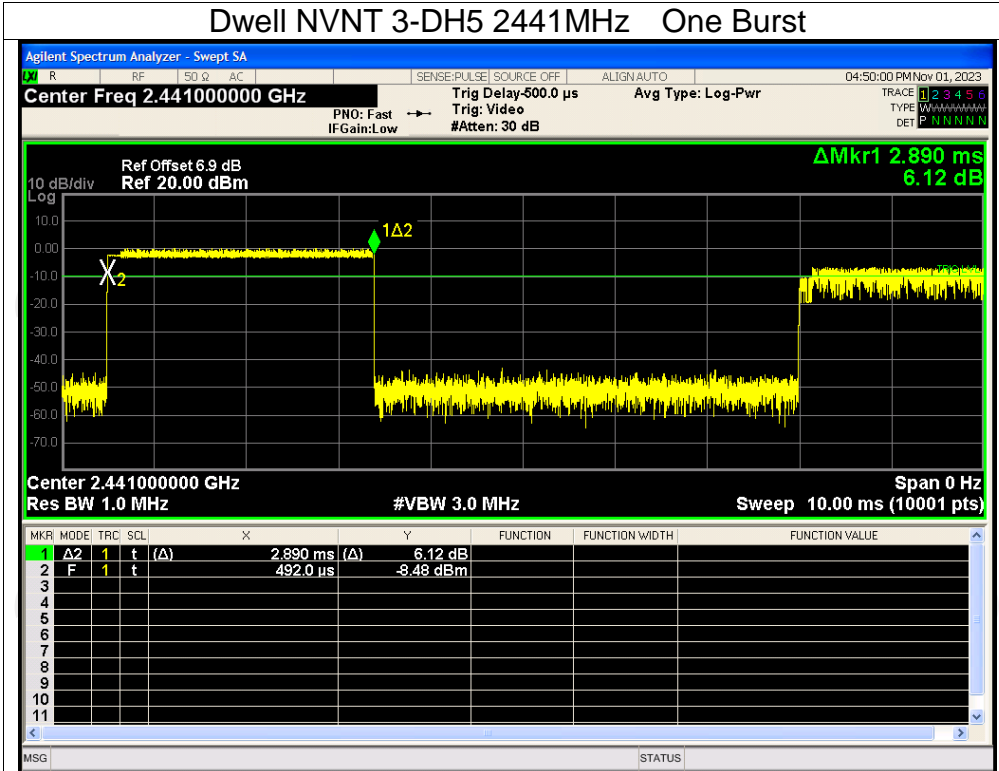 Dwell NVNT 3-DH5 2441MHz One Burst
Agilent Spectrum Analyzer - Swept SA
LXI R RF 50 Ω AC SENSE:PULSE SOURCE OFF ALIGN AUTO 04:50:00 PM Nov 01, 2023
Center Freq 2.441000000 GHz
PNO: Fast
IFGain:Low
Trig Delay-500.0 µs
Trig: Video
#Atten: 30 dB
Avg Type: Log-Pwr
TRACE 1 2 3 4 5 6
TYPE WWWWWW
DET P N N N N N
ΔMkr1 2.890 ms
6.12 dB
Ref Offset 6.9 dB
10 dB/div Ref 20.00 dBm
Log
10.0
0.00
-10.0
-20.0
-30.0
-40.0
-50.0
-60.0
-70.0
1Δ2
X2
Center 2.441000000 GHz Span 0 Hz
Res BW 1.0 MHz #VBW 3.0 MHz Sweep 10.00 ms (10001 pts)
MKR MODE TRC SCL X Y FUNCTION FUNCTION WIDTH FUNCTION VALUE
1 Δ2 1 t (Δ) 2.890 ms (Δ) 6.12 dB
2 F 1 t 492.0 µs -8.48 dBm
3
4
5
6
7
8
9
10
11
MSG STATUS